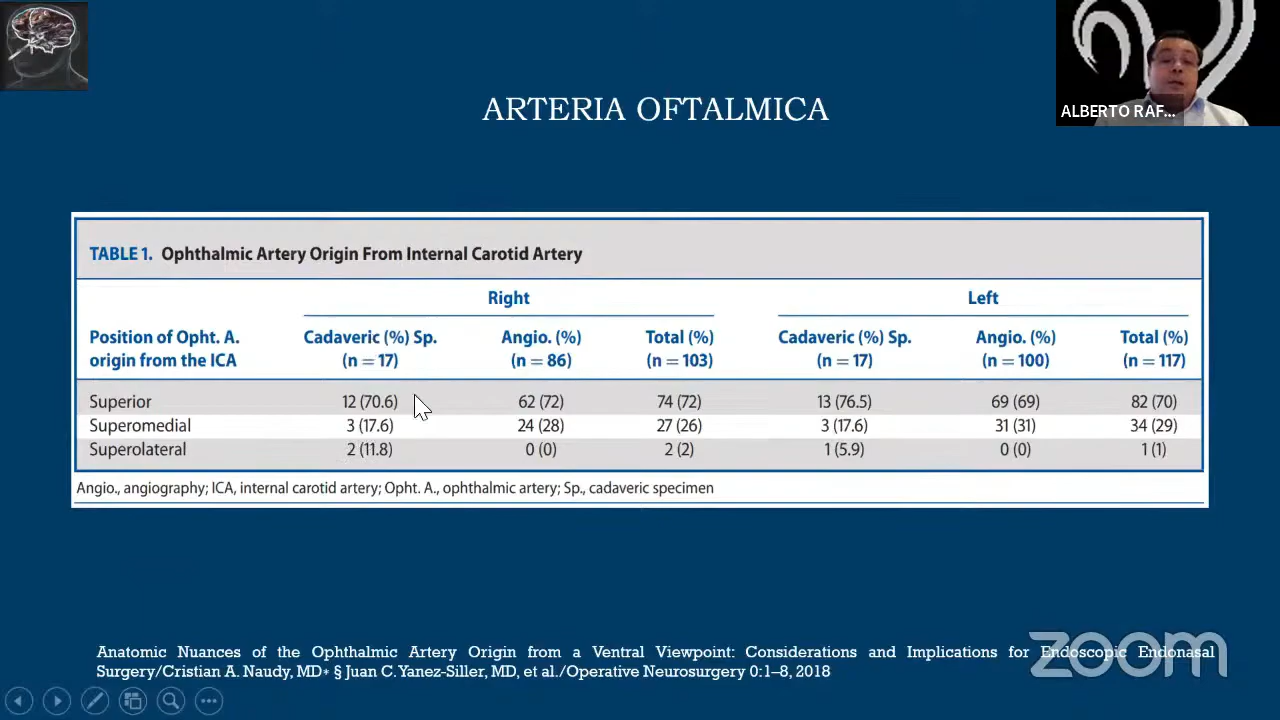 ARTERIA OFTALMICA
ALBERTO RAF...
TABLE 1. Ophthalmic Artery Origin From Internal Carotid Artery
Right Left
Position of Opht. A. Cadaveric (%) Sp. Angio. (%) Total (%) Cadaveric (%) Sp. Angio. (%) Total (%)
origin from the ICA (n = 17) (n = 86) (n = 103) (n = 17) (n = 100) (n = 117)
Superior 12 (70.6) 62 (72) 74 (72) 13 (76.5) 69 (69) 82 (70)
Superomedial 3 (17.6) 24 (28) 27 (26) 3 (17.6) 31 (31) 34 (29)
Superolateral 2 (11.8) 0 (0) 2 (2) 1 (5.9) 0 (0) 1 (1)
Angio., angiography; ICA, internal carotid artery; Opht. A., ophthalmic artery; Sp., cadaveric specimen
Anatomic Nuances of the Ophthalmic Artery Origin from a Ventral Viewpoint: Considerations and Implications for Endoscopic Endonasal
Surgery/Cristian A. Naudy, MD* § Juan C. Yanez-Siller, MD, et al./Operative Neurosurgery 0:1–8, 2018
zoom